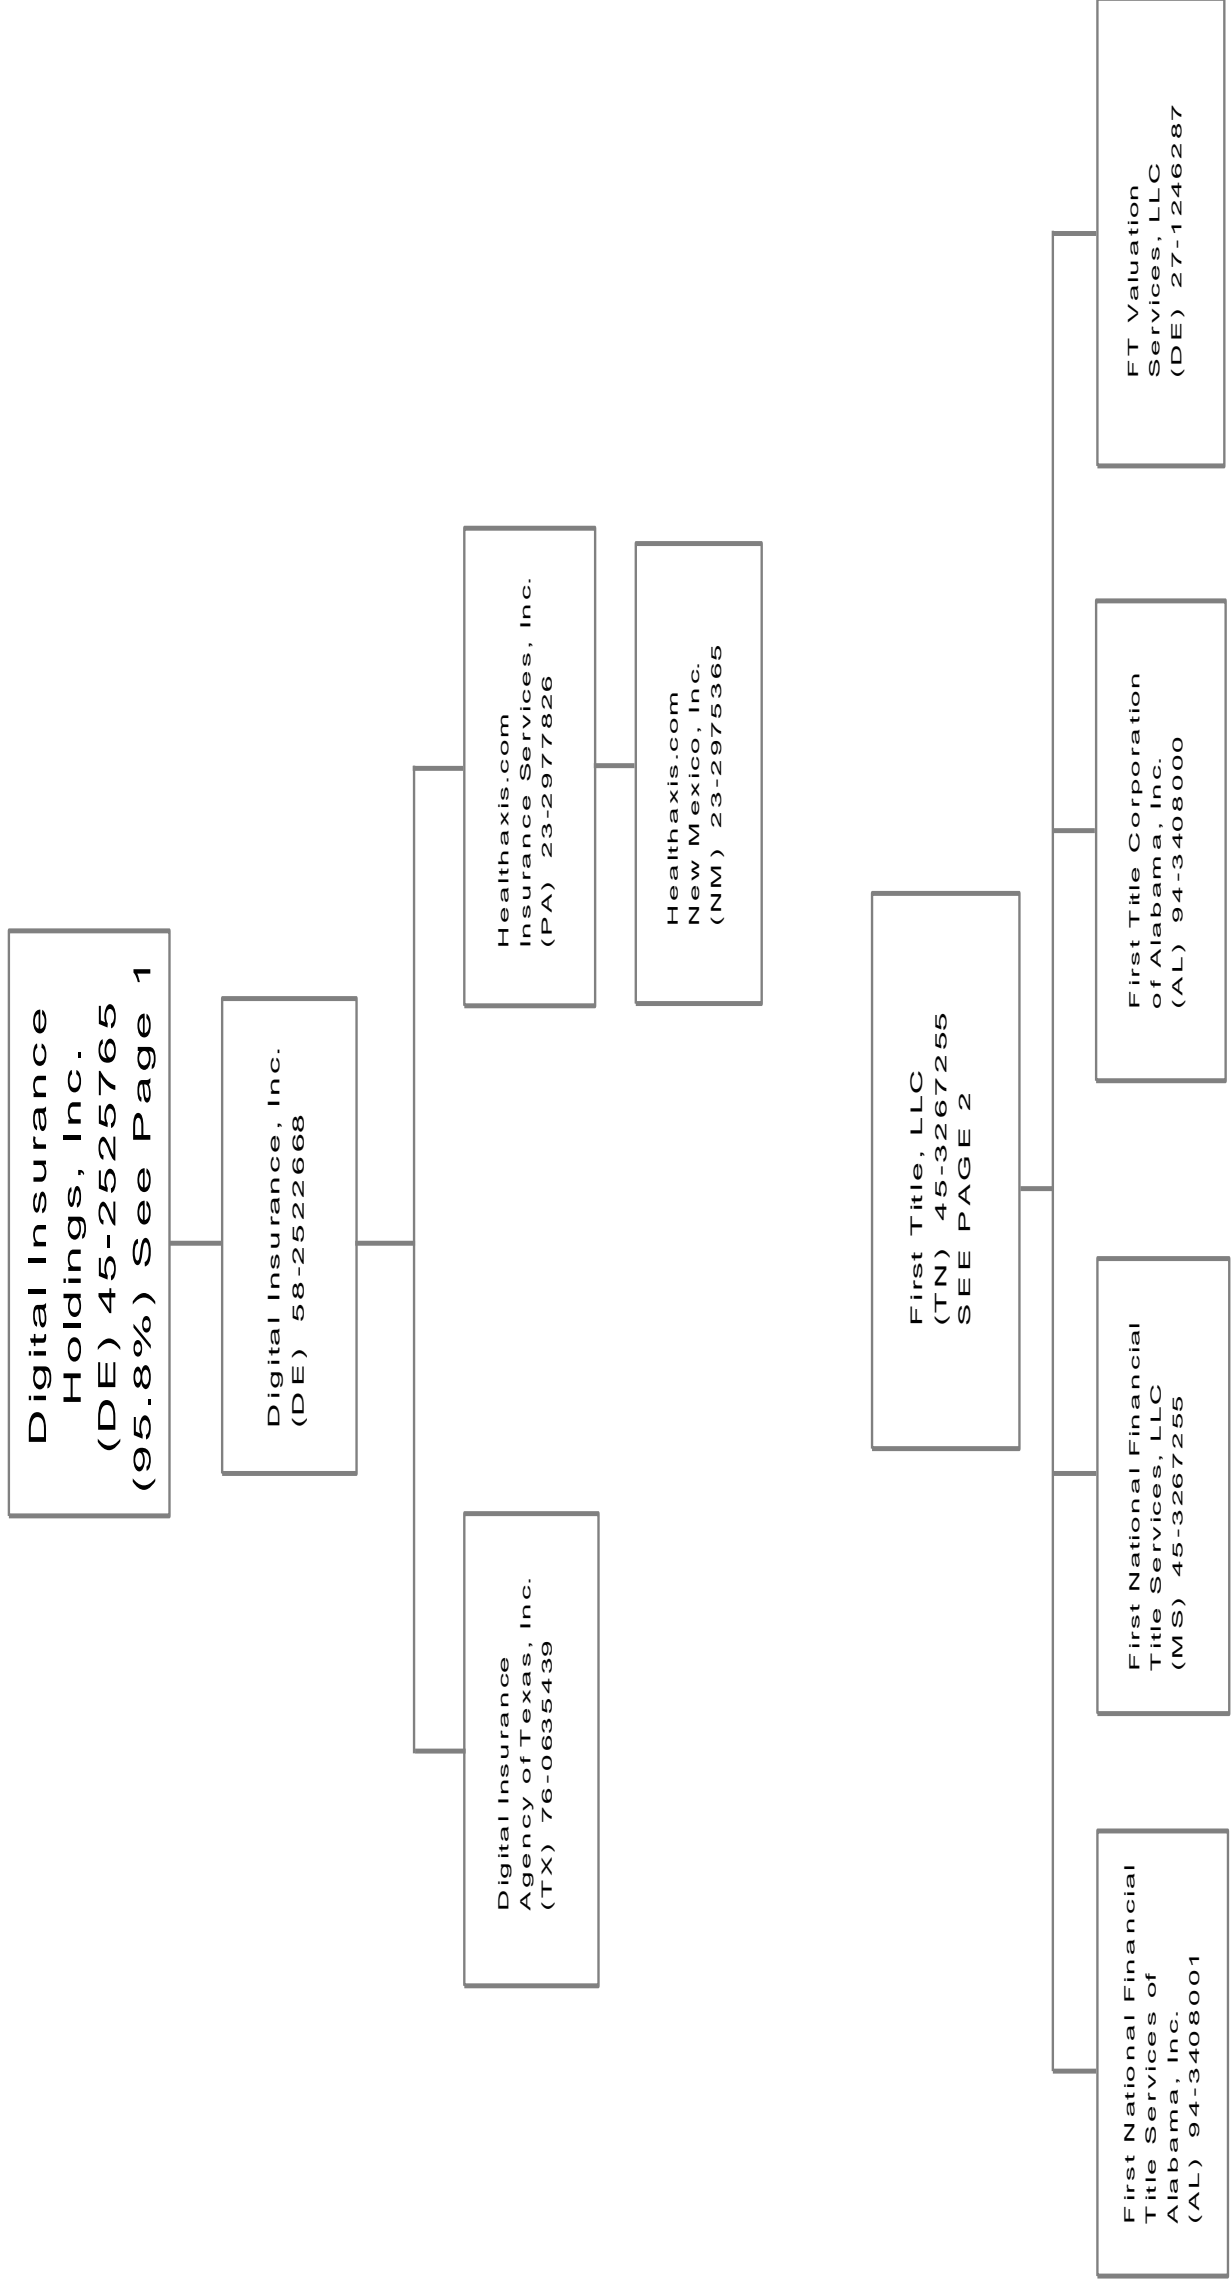 Digital Insurance
Holdings, Inc.
(DE) 45-2525765
(95.8%) See Page 1
Digital Insurance, Inc.
(DE) 58-2522668
Digital Insurance
Agency of Texas, Inc.
(TX) 76-0635439
Healthaxis.com
Insurance Services, Inc.
(PA) 23-2977826
Healthaxis.com
New Mexico, Inc.
(NM) 23-2975365
First Title, LLC
(TN) 45-3267255
SEE PAGE 2
First National Financial
Title Services of
Alabama, Inc.
(AL) 94-3408001
First National Financial
Title Services, LLC
(MS) 45-3267255
First Title Corporation
of Alabama, Inc.
(AL) 94-3408000
FT Valuation
Services, LLC
(DE) 27-1246287